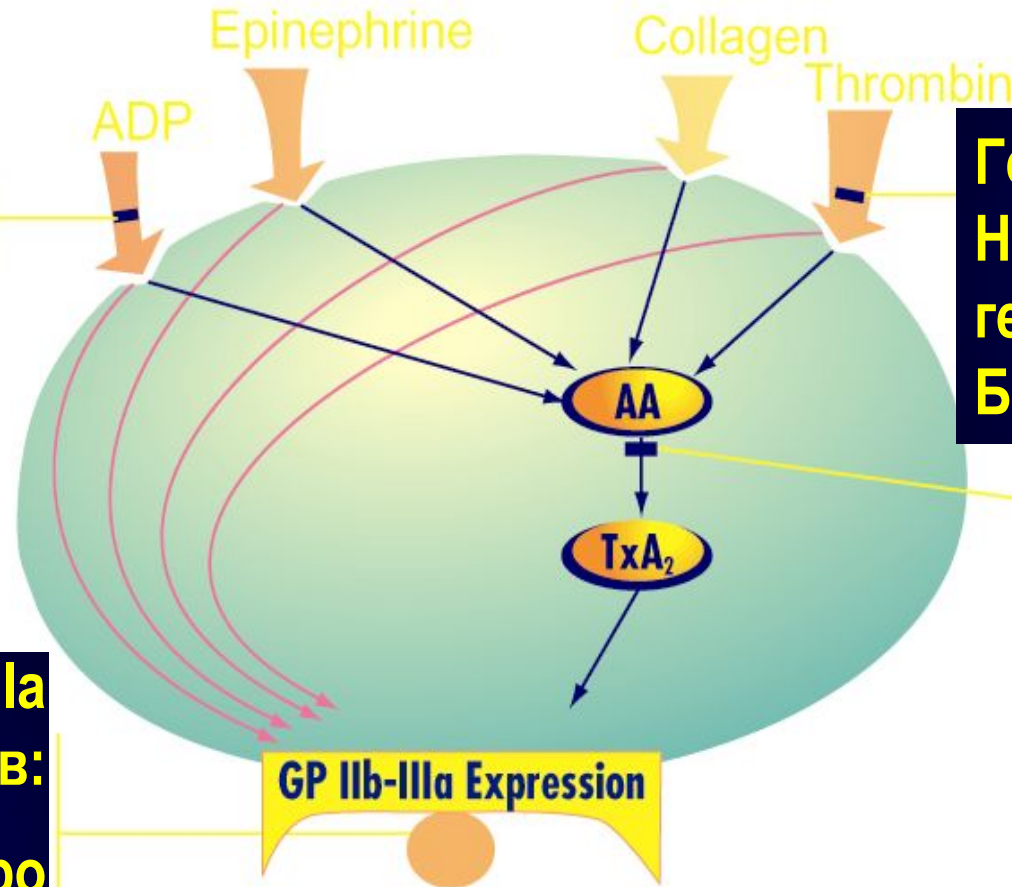 Epinephrine
Collagen
Thrombin
ADP
AA
TxA₂
GP IIb-IIIa Expression